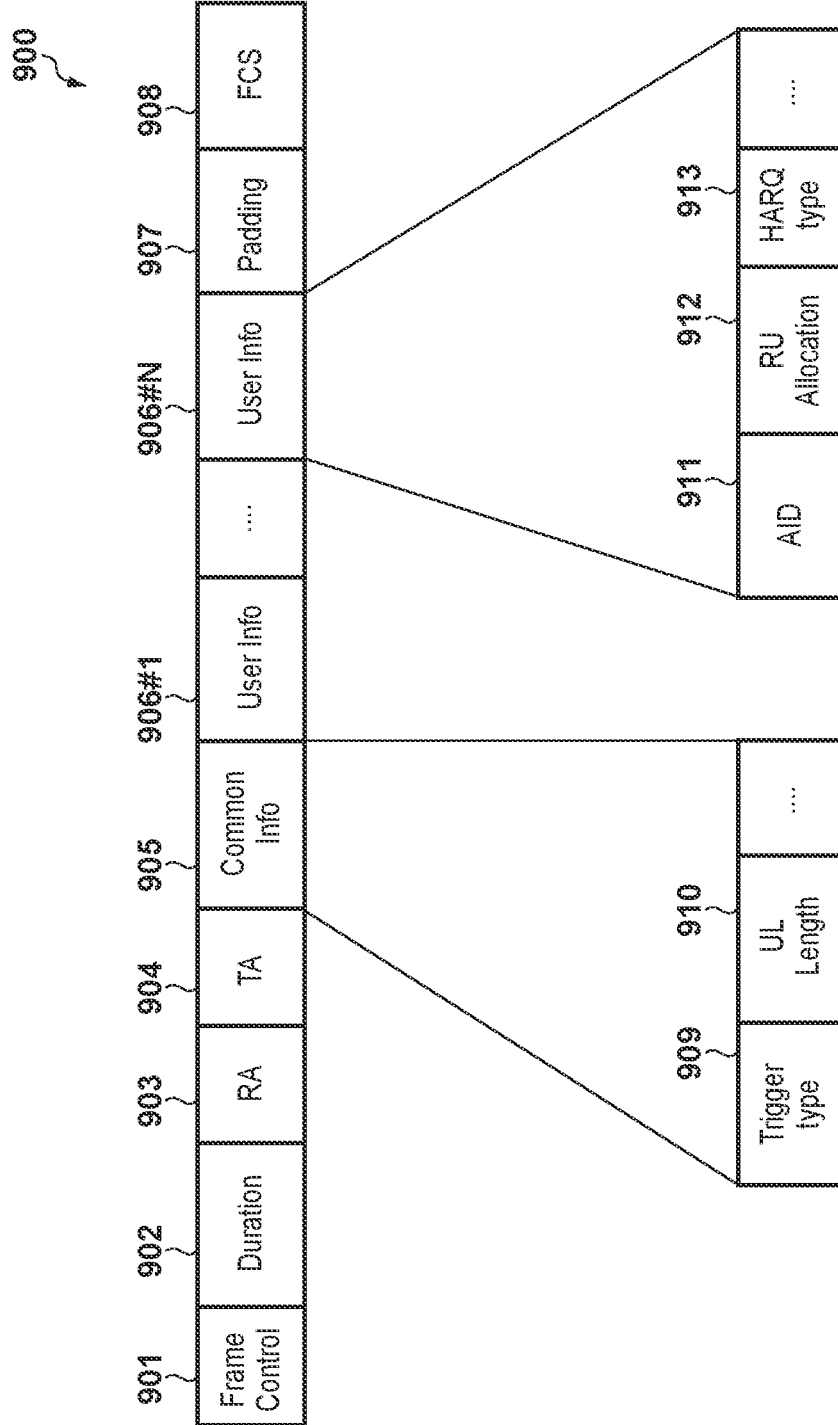 900
901 902 903 904 905 906#1 906#N 907 908
Frame Control Duration RA TA Common Info User Info .... User Info Padding FCS
909 910 911 912 913
Trigger type UL Length .... AID RU Allocation HARQ type ....